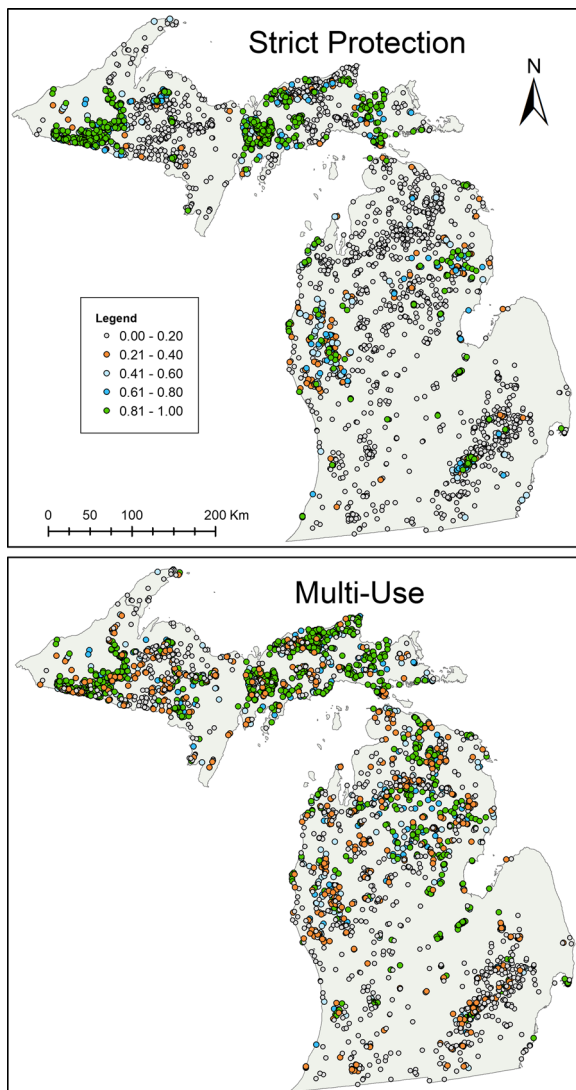 Strict Protection
N
Legend
0.00 - 0.20
0.21 - 0.40
0.41 - 0.60
0.61 - 0.80
0.81 - 1.00
0 50 100 200 Km
Multi-Use